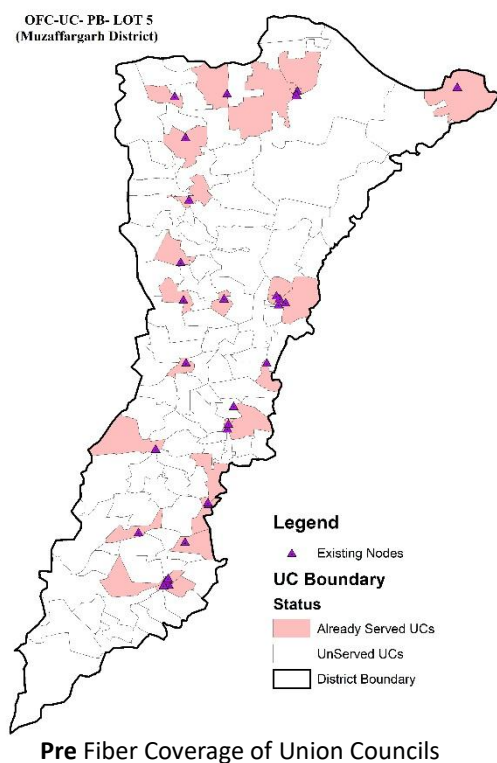 OFC-UC- PB- LOT 5
(Muzaffargarh District)
Legend
Existing Nodes
UC Boundary
Status
Already Served UCs
UnServed UCs
District Boundary
Pre Fiber Coverage of Union Councils